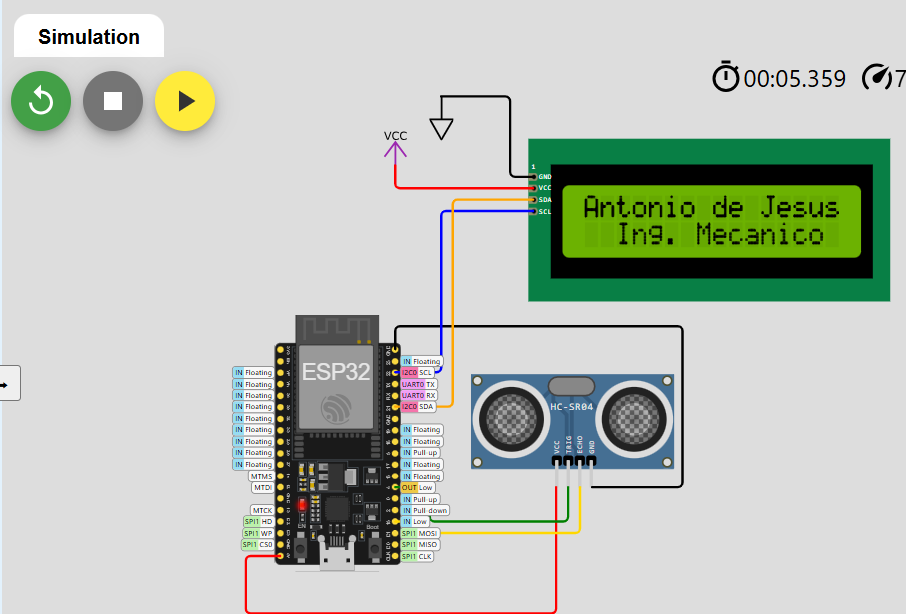 Simulation
00:05.359
7
VCC
1
GND
VCC
SDA
SCL
Antonio de Jesus
Ing. Mecanico
ESP32
IN Floating
I2C0 SCL
IN Floating
UART0 TX
IN Floating
UART0 RX
IN Floating
I2C0 SDA
IN Floating
IN Floating
IN Floating
IN Floating
IN Floating
IN Floating
IN Pull-up
IN Floating
IN Floating
IN Floating
MTMS
IN Floating
MTDI
OUT Low
IN Pull-up
MTCK
IN Pull-down
SPI1 HD
IN Low
SPI1 WP
SPI1 MOSI
SPI1 CS0
SPI1 MISO
SPI1 CLK
EN
Boot
HC-SR04
VCC
TRIG
ECHO
GND